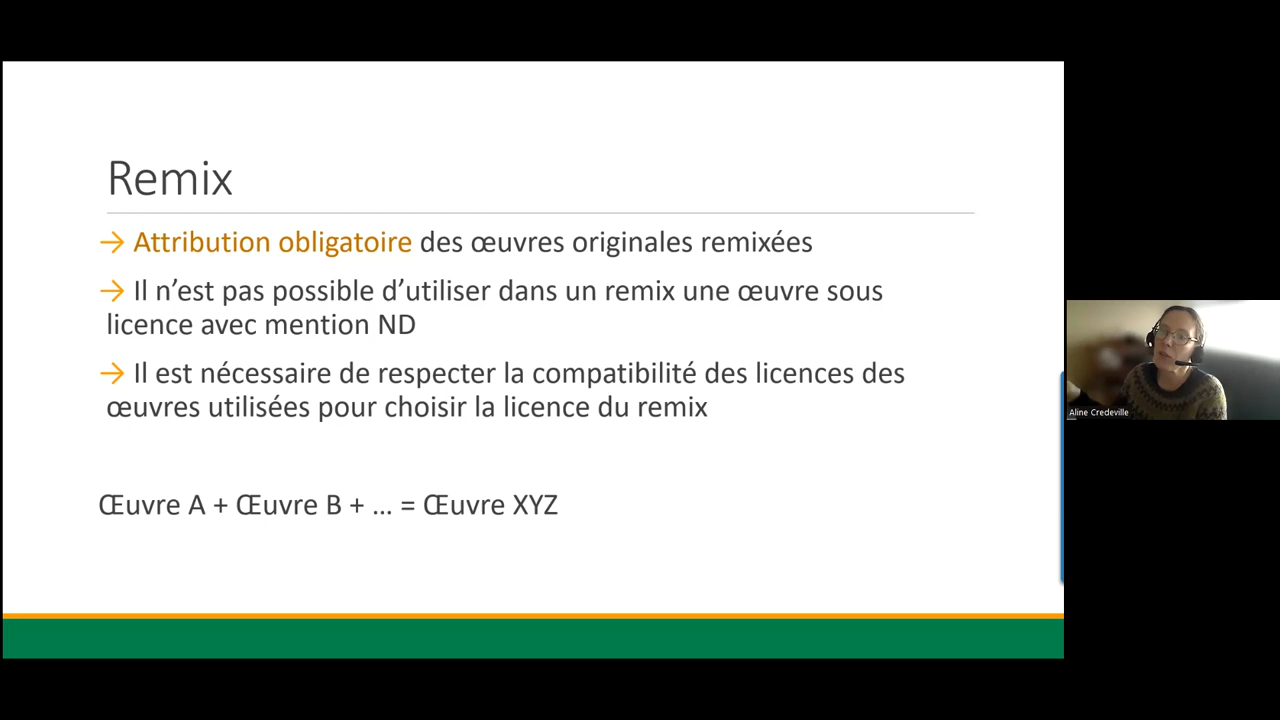 Remix
→ Attribution obligatoire des œuvres originales remixées
→ Il n’est pas possible d’utiliser dans un remix une œuvre sous
licence avec mention ND
→ Il est nécessaire de respecter la compatibilité des licences des
œuvres utilisées pour choisir la licence du remix
Œuvre A + Œuvre B + … = Œuvre XYZ
Aline Credeville